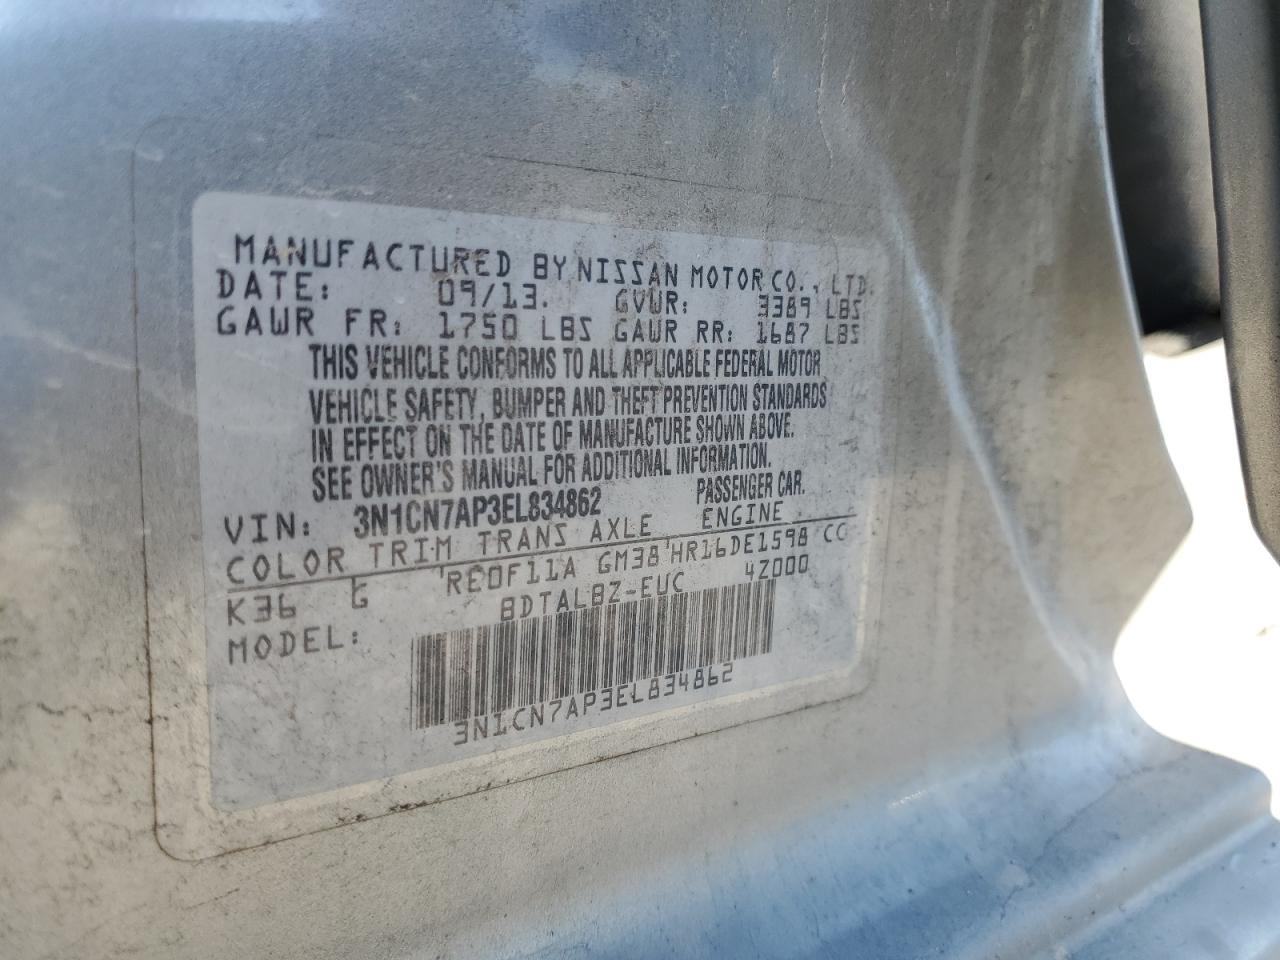 MANUFACTURED BY NISSAN MOTOR CO., LTD.
DATE: 09/13. GVWR: 3389 LBS
GAWR FR: 1750 LBS GAWR RR: 1687 LBS
THIS VEHICLE CONFORMS TO ALL APPLICABLE FEDERAL MOTOR
VEHICLE SAFETY, BUMPER AND THEFT PREVENTION STANDARDS
IN EFFECT ON THE DATE OF MANUFACTURE SHOWN ABOVE.
SEE OWNER'S MANUAL FOR ADDITIONAL INFORMATION.
VIN: 3N1CN7AP3EL834862 PASSENGER CAR.
COLOR TRIM TRANS AXLE ENGINE
K36 G RE0F11A GM38 HR16DE1598 CC
MODEL: BDTALBZ-EUC 4Z000
3N1CN7AP3EL834862